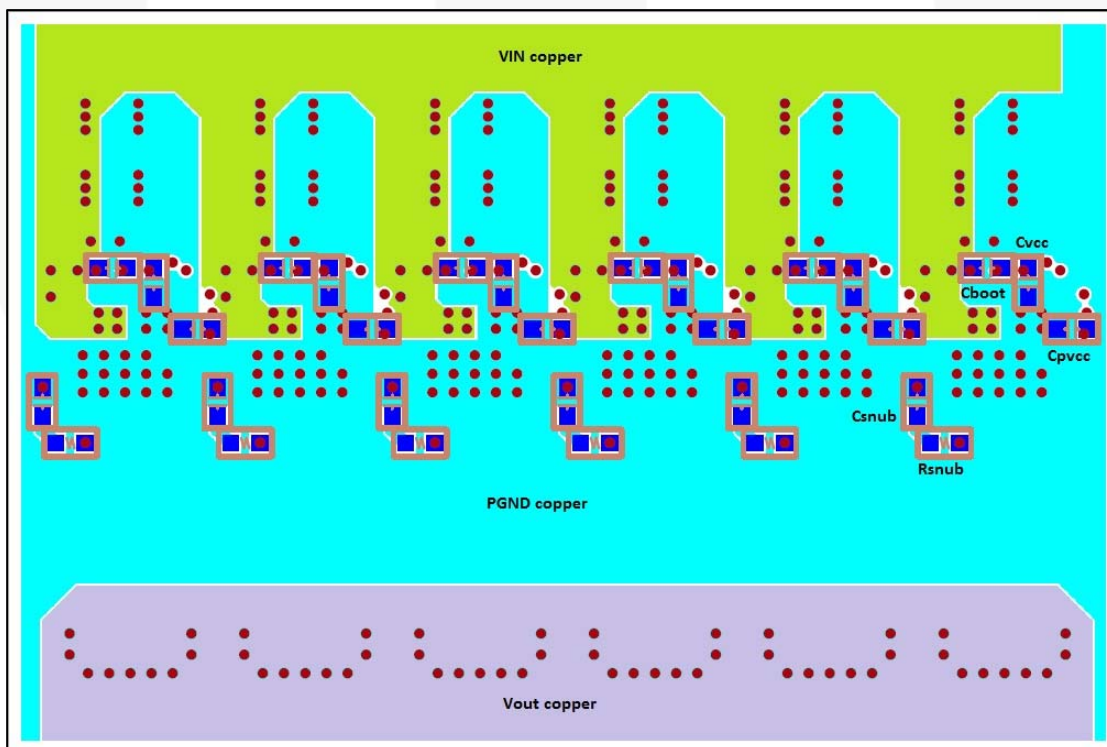 VIN copper
Cvcc
Cboot
Cpvcc
Csnub
Rsnub
PGND copper
Vout copper